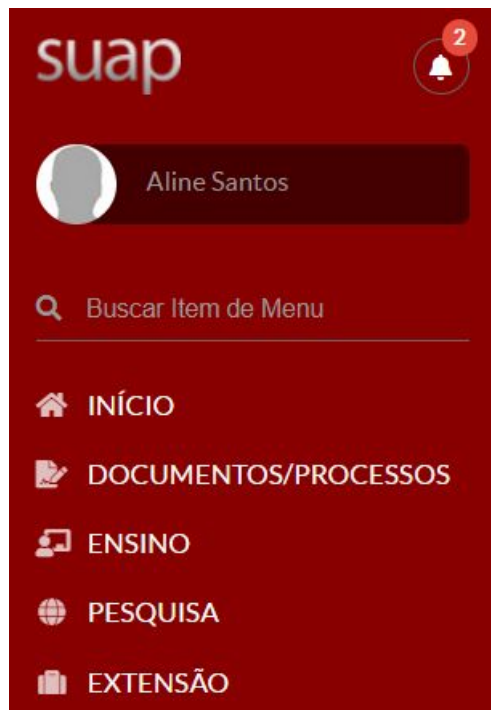 suap
2
Aline Santos
Buscar Item de Menu
INÍCIO
DOCUMENTOS/PROCESSOS
ENSINO
PESQUISA
EXTENSÃO